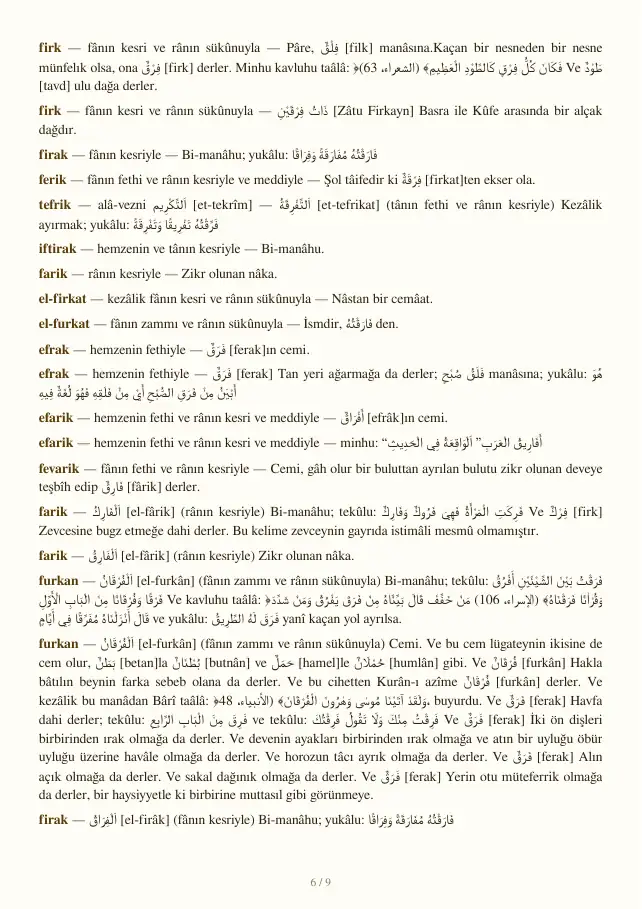 firk — fânın kesri ve rânın sükûnuyla — Pâre, فِلْقٌ [filk] manâsına.Kaçan bir nesneden bir nesne
münfelık olsa, ona فِرْقٌ [firk] derler. Minhu kavluhu taâlâ: ﴿فَكَانَ كُلُّ فِرْقٍ كَالطَّوْدِ الْعَظِيمِ﴾ (الشعراء، 63) Ve طَوْدٌ
[tavd] ulu dağa derler.
firk — fânın kesri ve rânın sükûnuyla — ذَاتُ فِرْقَيْنِ [Zâtu Firkayn] Basra ile Kûfe arasında bir alçak
dağdır.
firak — fânın kesriyle — Bi-manâhu; yukâlu: فَارَقْتُهُ مُفَارَقَةً وَفِرَاقًا
ferik — fânın fethi ve rânın kesriyle ve meddiyle — Şol tâifedir ki فِرْقَةٌ [firkat]ten ekser ola.
tefrik — alâ-vezni اَلتَّكْرِيم [et-tekrîm] — اَلتَّفْرِقَةُ [et-tefrikat] (tânın fethi ve rânın kesriyle) Kezâlik
ayırmak; yukâlu: فَرَّقْتُهُ تَفْرِيقًا وَتَفْرِقَةً
iftirak — hemzenin ve tânın kesriyle — Bi-manâhu.
farik — rânın kesriyle — Zikr olunan nâka.
el-firkat — kezâlik fânın kesri ve rânın sükûnuyla — Nâstan bir cemâat.
el-furkat — fânın zammı ve rânın sükûnuyla — İsmdir, فَارَقْتُهُ den.
efrak — hemzenin fethiyle — فَرَقٌ [ferak]ın cemi.
efrak — hemzenin fethiyle — فَرَقٌ [ferak] Tan yeri ağarmağa da derler; فَلَقُ صُبْحٍ manâsına; yukâlu: هُوَ
أَبْيَنُ مِنْ فَرَقِ الصُّبْحِ أَيْ مِنْ فَلَقِهِ فَهُوَ لُغَةٌ فِيهِ
efarik — hemzenin fethi ve rânın kesri ve meddiyle — أَفْرَاقٌ [efrâk]ın cemi.
efarik — hemzenin fethi ve rânın kesri ve meddiyle — minhu: “أَفَارِيقُ الْعَرَبِ” اَلْوَاقِعَةُ فِي الْحَدِيثِ
fevarik — fânın fethi ve rânın kesriyle — Cemi, gâh olur bir buluttan ayrılan bulutu zikr olunan deveye
teşbîh edip فَارِقٌ [fârik] derler.
farik — اَلْفَارِكُ [el-fârik] (rânın kesriyle) Bi-manâhu; tekûlu: فَرِكَتِ الْمَرْأَةُ فَهِيَ فَرُوكٌ وَفَارِكٌ Ve فِرْكٌ [firk]
Zevcesine bugz etmeğe dahi derler. Bu kelime zevceynin gayrıda istimâli mesmû olmamıştır.
farik — اَلْفَارِقُ [el-fârik] (rânın kesriyle) Zikr olunan nâka.
furkan — اَلْفُرْقَانُ [el-furkân] (fânın zammı ve rânın sükûnuyla) Bi-manâhu; tekûlu: فَرَقْتُ بَيْنَ الشَّيْئَيْنِ أَفْرُقُ
فَرْقًا وَفُرْقَانًا مِنَ الْبَابِ الْأَوَّلِ Ve kavluhu taâlâ: ﴿وَقُرْآنًا فَرَقْنَاهُ﴾ (الإسراء، 106) مَنْ خَفَّفَ قَالَ بَيَّنَّاهُ مِنْ فَرَقَ يَفْرُقُ وَمَنْ شَدَّدَ
قَالَ أَنْزَلْنَاهُ مُفَرَّقًا فِي أَيَّامٍ ve yukâlu: فَرَقَ لَهُ الطَّرِيقُ yanî kaçan yol ayrılsa.
furkan — اَلْفُرْقَانُ [el-furkân] (fânın zammı ve rânın sükûnuyla) Cemi. Ve bu cem lügateynin ikisine de
cem olur, بَطْنٌ [betan]la بُطْنَانٌ [butnân] ve حَمَلٌ [hamel]le حُمْلَانٌ [humlân] gibi. Ve فُرْقَانٌ [furkân] Hakla
bâtılın beynin farka sebeb olana da derler. Ve bu cihetten Kurân-ı azîme فُرْقَانٌ [furkân] derler. Ve
kezâlik bu manâdan Bârî taâlâ: ﴿وَلَقَدْ آتَيْنَا مُوسَى وَهَرُونَ الْفُرْقَانَ﴾ (الأنبياء، 48، buyurdu. Ve فَرَقٌ [ferak] Havfa
dahi derler; tekûlu: فَرِقَ مِنَ الْبَابِ الرَّابِعِ ve tekûlu: فَرِقْتُ مِنْكَ وَلَا تَقُولُ فَرِقْتُكَ Ve فَرَقٌ [ferak] İki ön dişleri
birbirinden ırak olmağa da derler. Ve devenin ayakları birbirinden ırak olmağa ve atın bir uyluğu öbür
uyluğu üzerine havâle olmağa da derler. Ve horozun tâcı ayrık olmağa da derler. Ve فَرَقٌ [ferak] Alın
açık olmağa da derler. Ve sakal dağınık olmağa da derler. Ve فَرَقٌ [ferak] Yerin otu müteferrik olmağa
da derler, bir haysiyyetle ki birbirine muttasıl gibi görünmeye.
firak — اَلْفِرَاقُ [el-firâk] (fânın kesriyle) Bi-manâhu; yukâlu: فَارَقْتُهُ مُفَارَقَةً وَفِرَاقًا
6 / 9